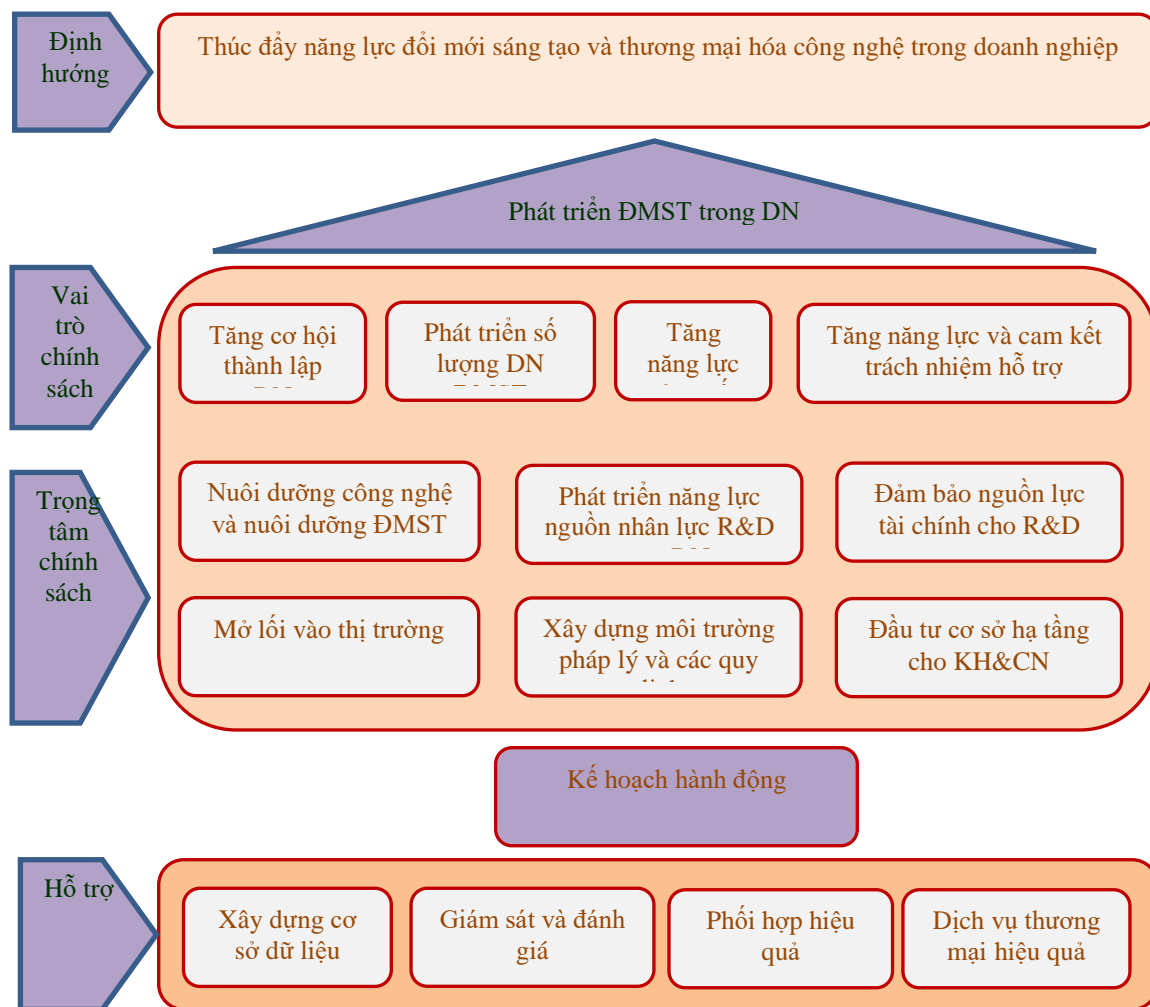 Định
hướng
Thúc đẩy năng lực đổi mới sáng tạo và thương mại hóa công nghệ trong doanh nghiệp
Phát triển ĐMST trong DN
Vai
trò
chính
sách
Tăng cơ hội
thành lập
Phát triển số
lượng DN
Tăng
năng lực
Tăng năng lực và cam kết
trách nhiệm hỗ trợ
Trọng
tâm
chính
sách
Nuôi dưỡng công nghệ
và nuôi dưỡng ĐMST
Phát triển năng lực
nguồn nhân lực R&D
Đảm bảo nguồn lực
tài chính cho R&D
Mở lối vào thị trường
Xây dựng môi trường
pháp lý và các quy
Đầu tư cơ sở hạ tầng
cho KH&CN
Kế hoạch hành động
Hỗ trợ
Xây dựng cơ
sở dữ liệu
Giám sát và đánh
giá
Phối hợp hiệu
quả
Dịch vụ thương
mại hiệu quả